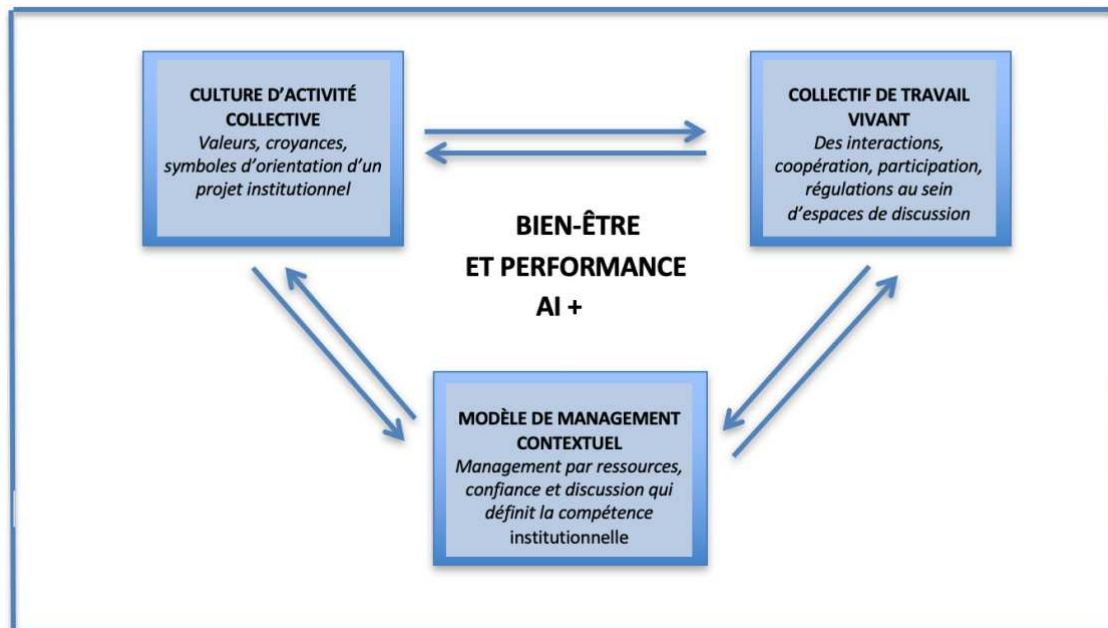 CULTURE D’ACTIVITÉ
COLLECTIVE
Valeurs, croyances,
symboles d’orientation d’un
projet institutionnel
COLLECTIF DE TRAVAIL
VIVANT
Des interactions,
coopération, participation,
régulations au sein
d’espaces de discussion
BIEN-ÊTRE
ET PERFORMANCE
AI +
MODÈLE DE MANAGEMENT
CONTEXTUEL
Management par ressources,
confiance et discussion qui
définit la compétence
institutionnelle